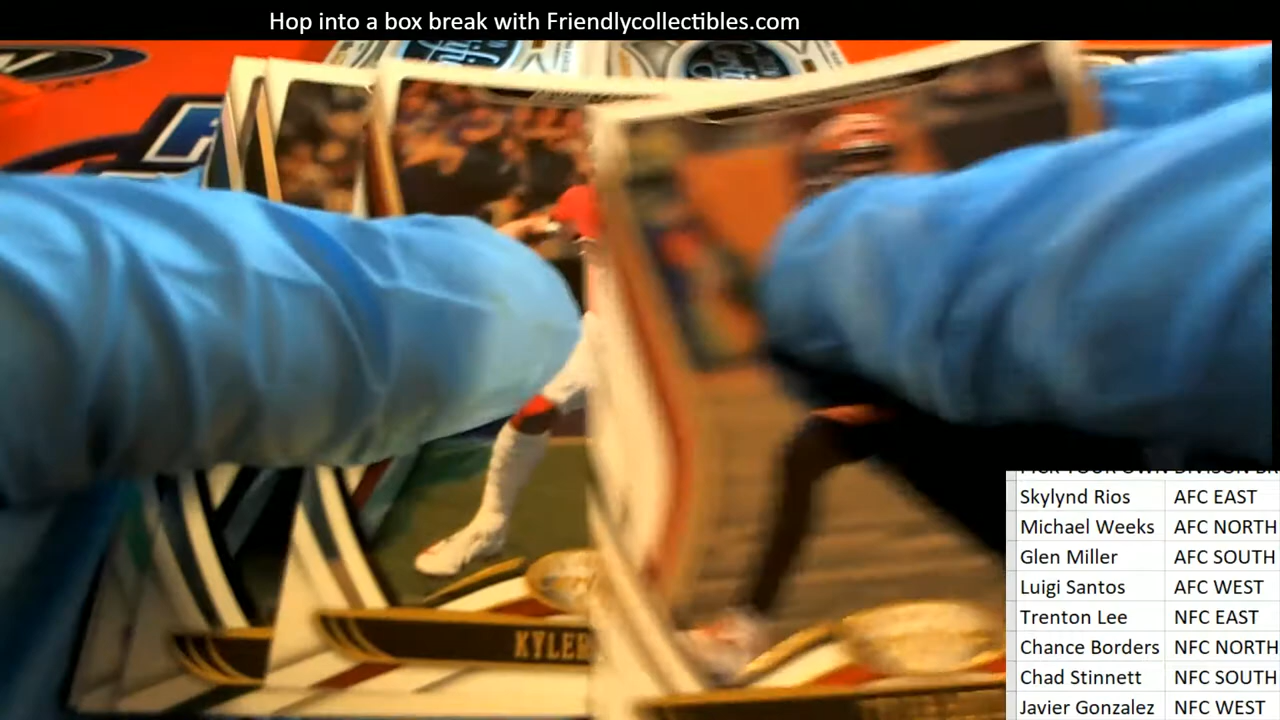 Hop into a box break with Friendlycollectibles.com
Skylynd Rios AFC EAST
Michael Weeks AFC NORTH
Glen Miller AFC SOUTH
Luigi Santos AFC WEST
Trenton Lee NFC EAST
Chance Borders NFC NORTH
Chad Stinnett NFC SOUTH
Javier Gonzalez NFC WEST
KYLER